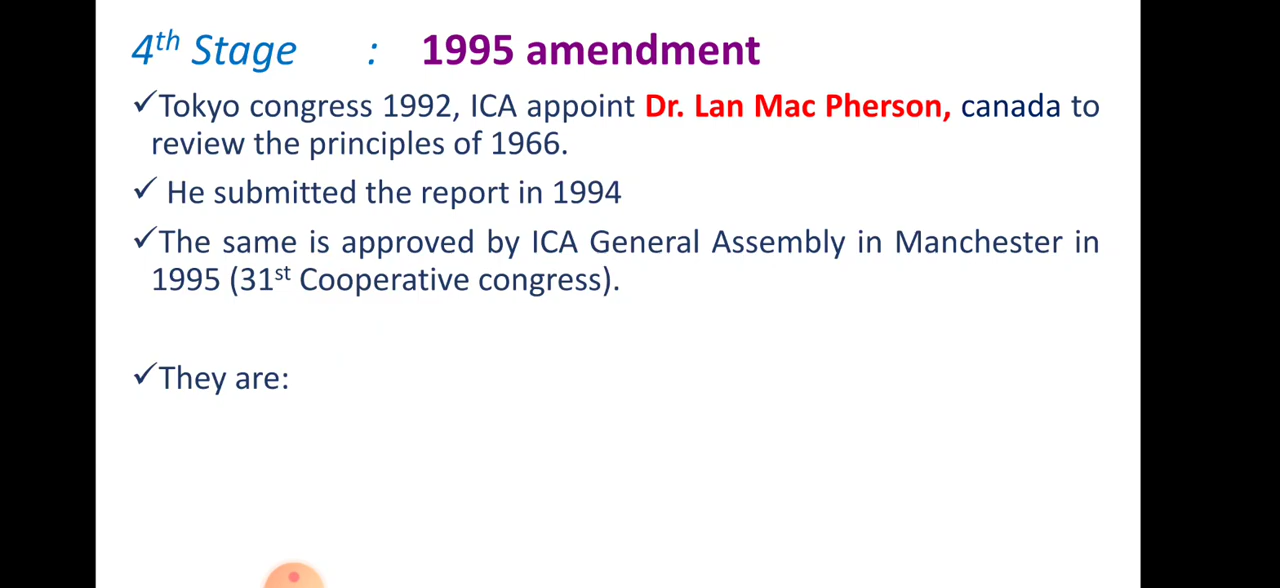 4th Stage : 1995 amendment
✓Tokyo congress 1992, ICA appoint Dr. Lan Mac Pherson, canada to
review the principles of 1966.
✓ He submitted the report in 1994
✓The same is approved by ICA General Assembly in Manchester in
1995 (31st Cooperative congress).
✓They are: